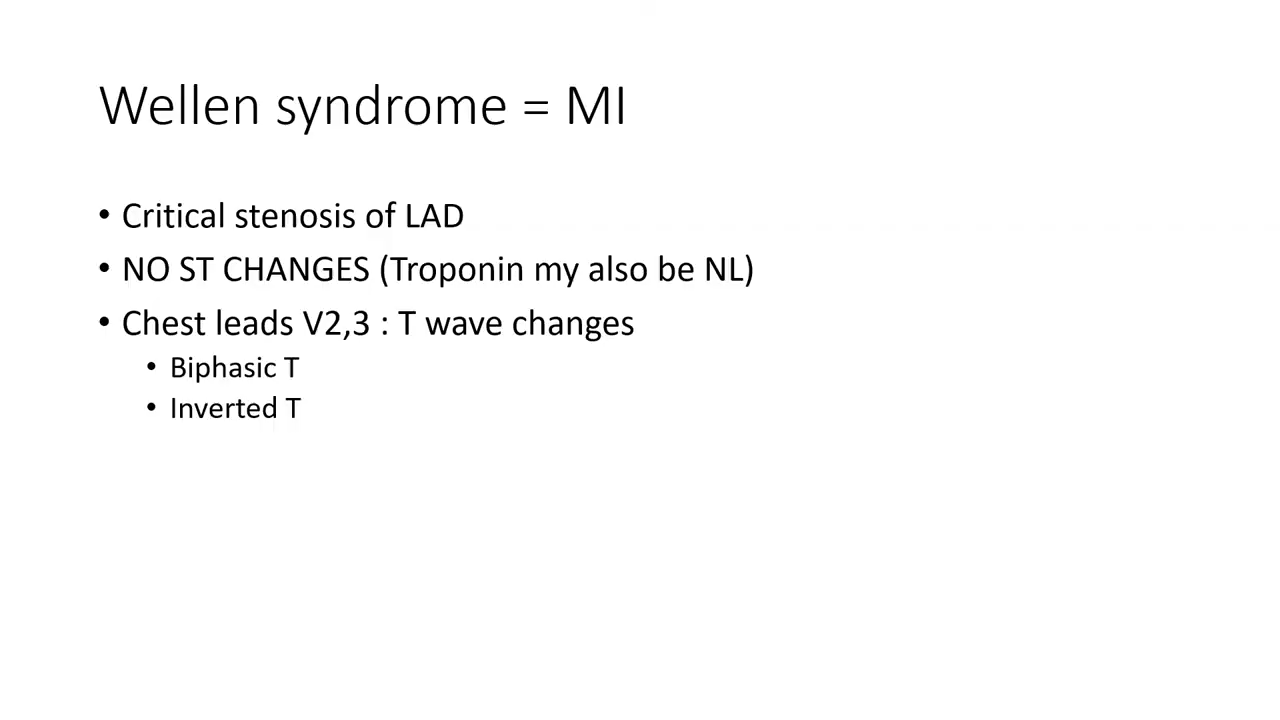 Wellen syndrome = MI
• Critical stenosis of LAD
• NO ST CHANGES (Troponin my also be NL)
• Chest leads V2,3 : T wave changes
• Biphasic T
• Inverted T